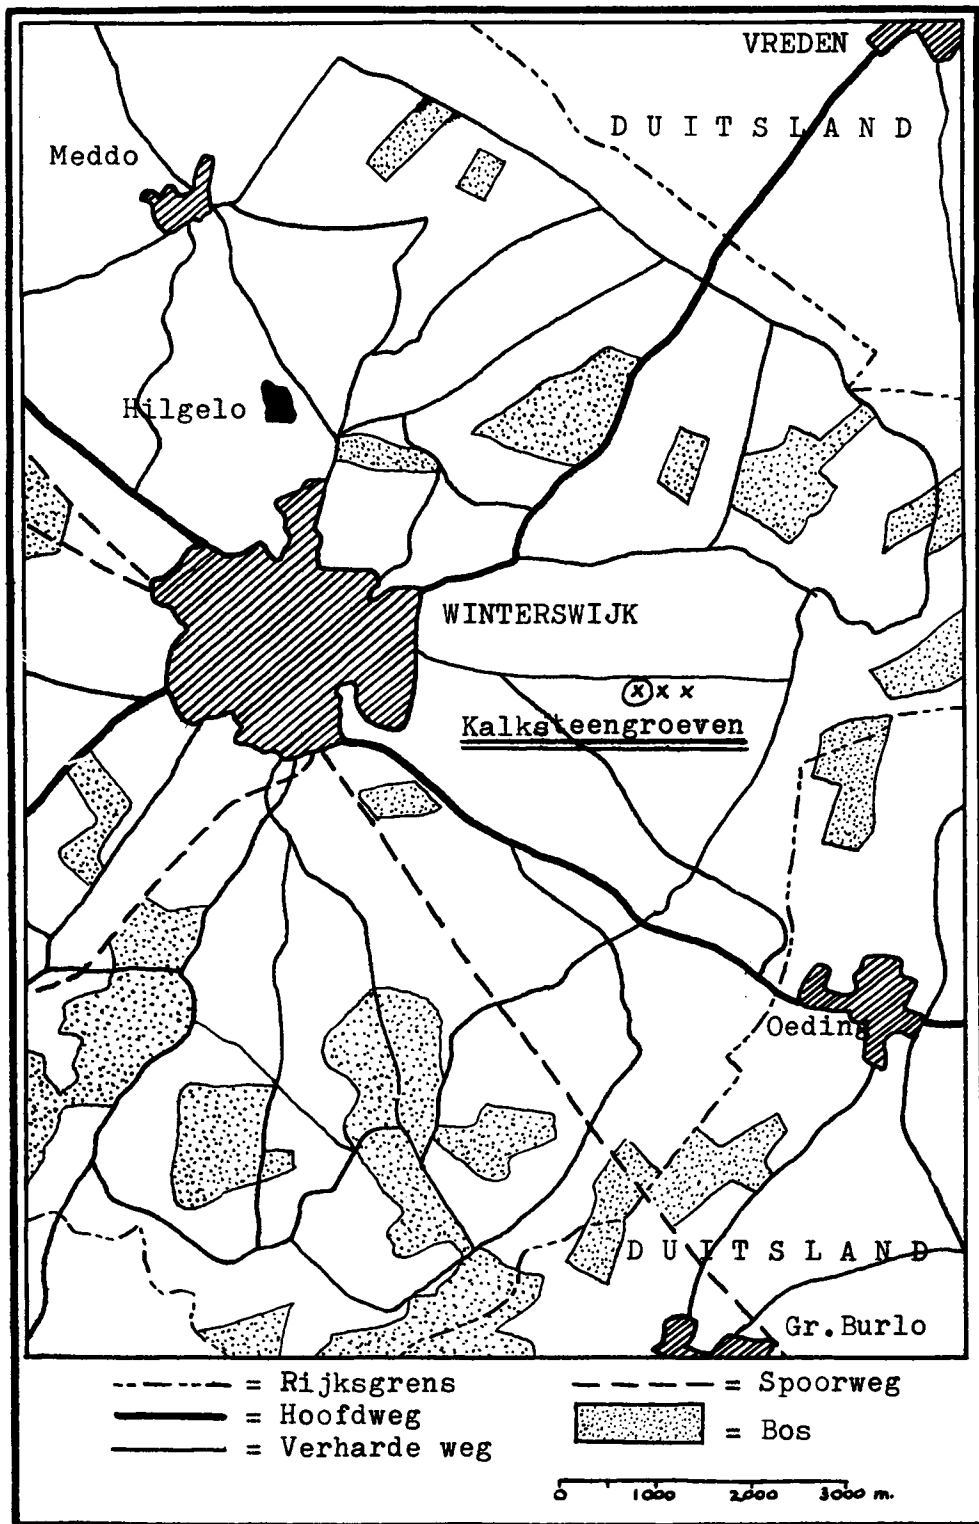 VREDEN
DUITSLAND
Meddo
Hilgelo
WINTERSWIJK
x x x
Kalksteengroeven
Oeding
DUITSLAND
Gr. Burlo
= Rijksgrens
= Spoorweg
= Hoofdweg
= Bos
= Verharde weg
0 1000 2000 3000 m.